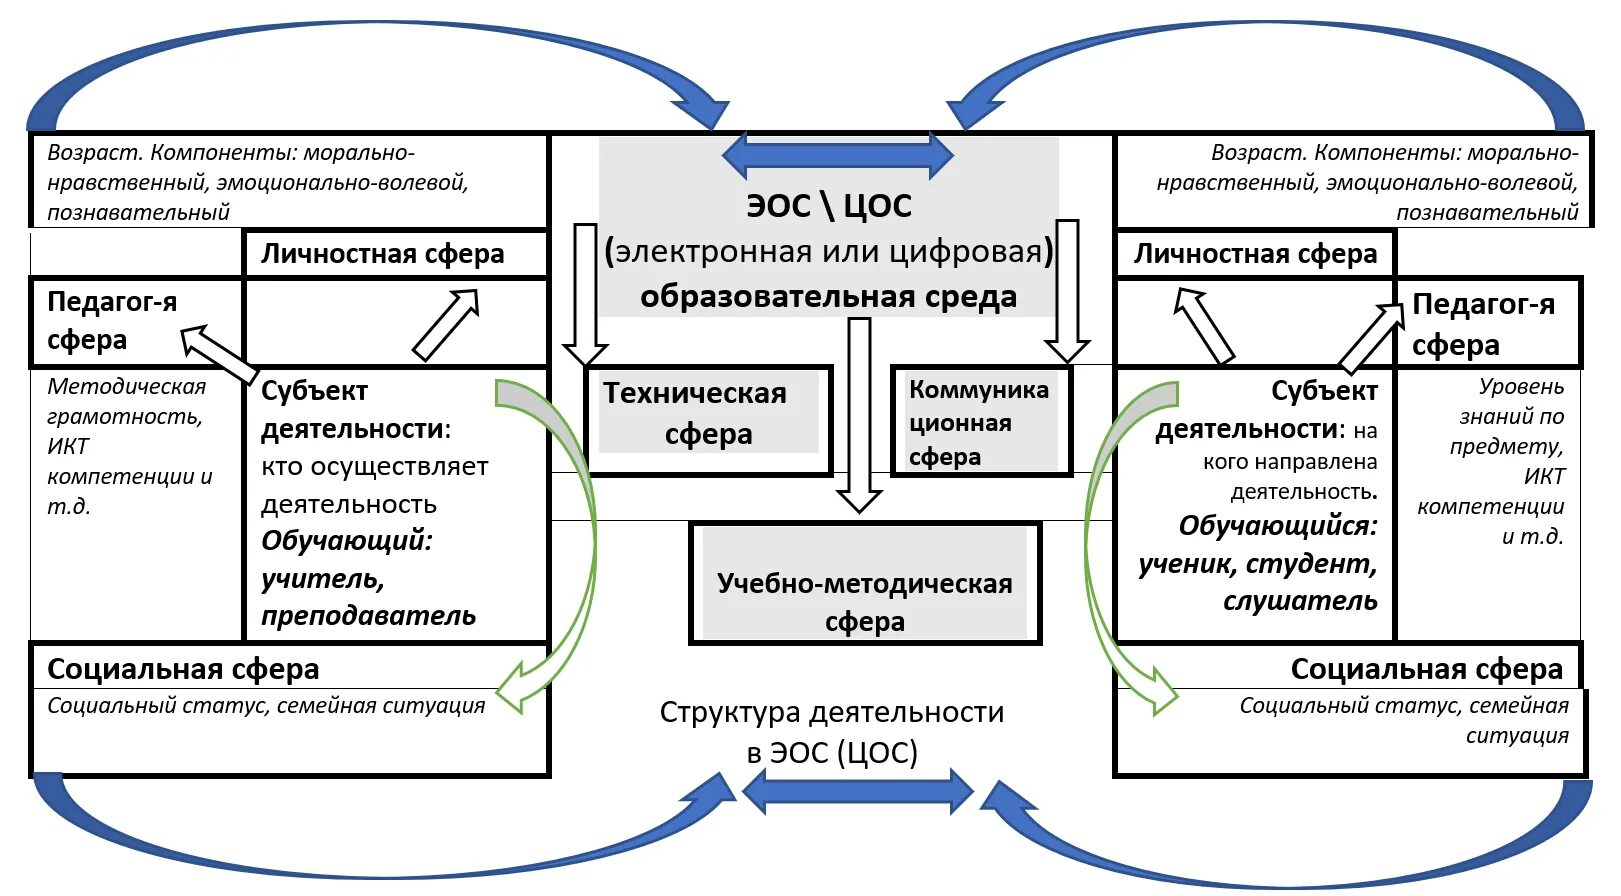 Возраст. Компоненты: морально-
нравственный, эмоционально-волевой,
познавательный
Личностная сфера
Педагог-я
сфера
Методическая
грамотность,
ИКТ
компетенции и
т.д.
Субъект
деятельности:
кто осуществляет
деятельность
Обучающий:
учитель,
преподаватель
Социальная сфера
Социальный статус, семейная ситуация
ЭОС \ ЦОС
(электронная или цифровая)
образовательная среда
Техническая
сфера
Коммуника
ционная
сфера
Учебно-методическая
сфера
Структура деятельности
в ЭОС (ЦОС)
Возраст. Компоненты: морально-
нравственный, эмоционально-волевой,
познавательный
Личностная сфера
Педагог-я
сфера
Субъект
деятельности: на
кого направлена
деятельность.
Обучающийся:
ученик, студент,
слушатель
Уровень
знаний по
предмету,
ИКТ
компетенции
и т.д.
Социальная сфера
Социальный статус, семейная
ситуация